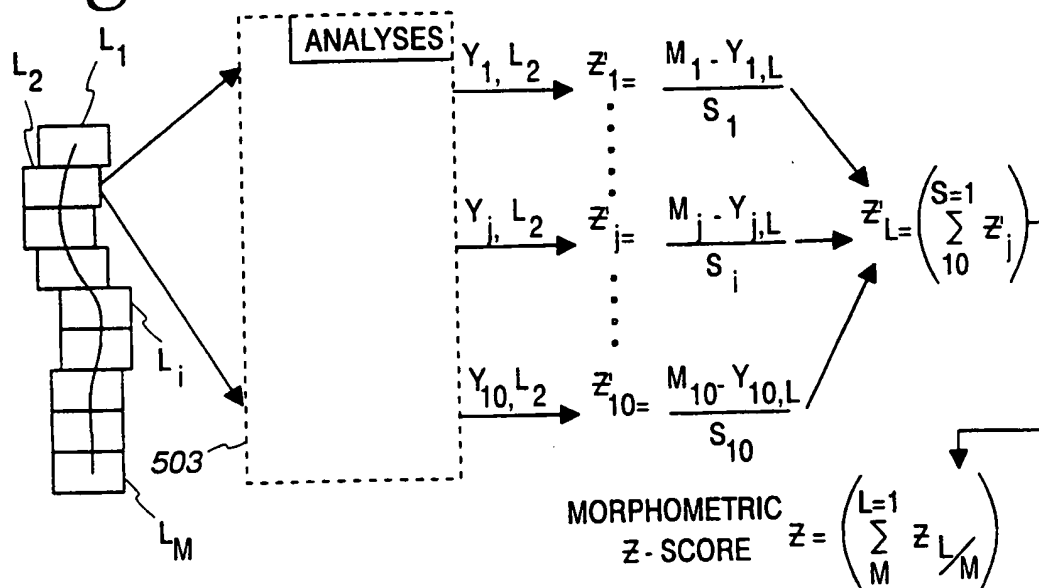 L1
L2
ANALYSES
Y1, L2
Z'1= M1 - Y1,L
S1
Yj, L2
Z'j= Mj - Yj,L
Si
Z'L= (S=1 ∑ 10 Z'j)
Li
Y10, L2
Z'10= M10 - Y10,L
S10
503
LM
MORPHOMETRIC
Z - SCORE
Z = (L=1 ∑ M Z L/M)